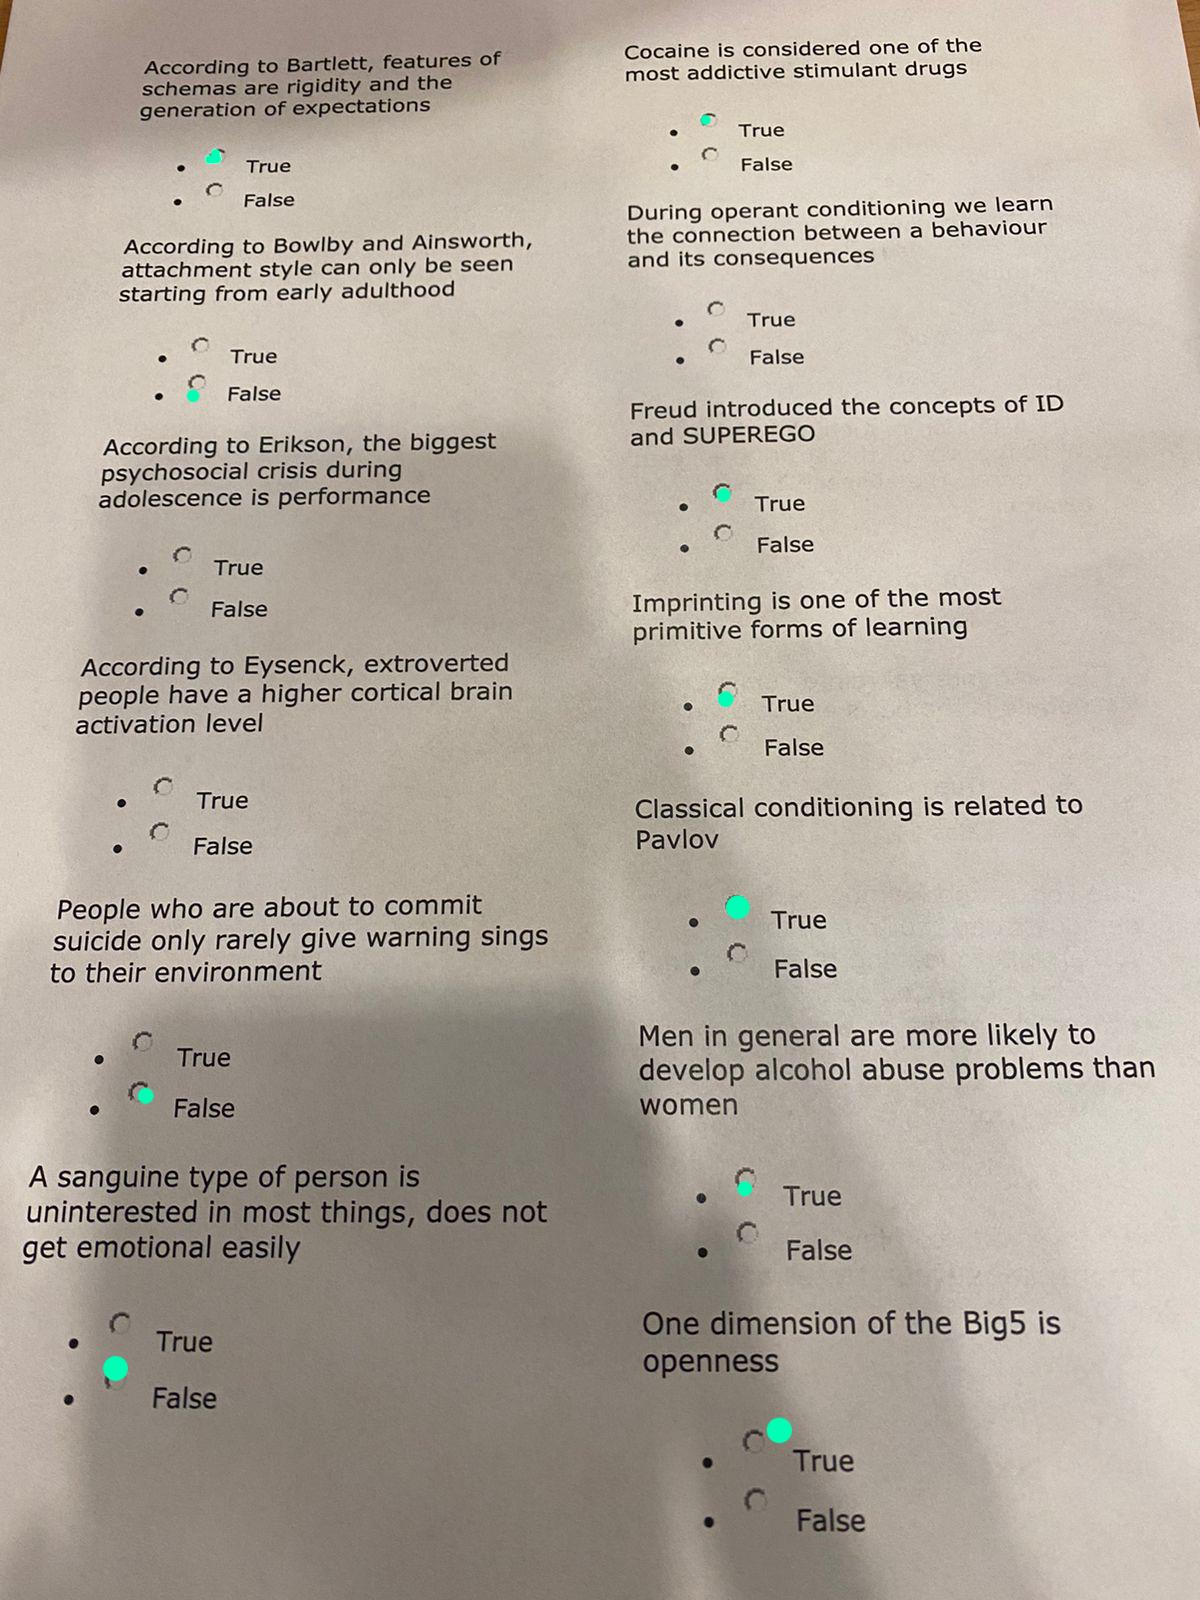 According to Bartlett, features of
schemas are rigidity and the
generation of expectations
True
False
According to Bowlby and Ainsworth,
attachment style can only be seen
starting from early adulthood
True
False
According to Erikson, the biggest
psychosocial crisis during
adolescence is performance
True
False
According to Eysenck, extroverted
people have a higher cortical brain
activation level
True
False
People who are about to commit
suicide only rarely give warning sings
to their environment
True
False
A sanguine type of person is
uninterested in most things, does not
get emotional easily
True
False
Cocaine is considered one of the
most addictive stimulant drugs
True
False
During operant conditioning we learn
the connection between a behaviour
and its consequences
True
False
Freud introduced the concepts of ID
and SUPEREGO
True
False
Imprinting is one of the most
primitive forms of learning
True
False
Classical conditioning is related to
Pavlov
True
False
Men in general are more likely to
develop alcohol abuse problems than
women
True
False
One dimension of the Big5 is
openness
True
False